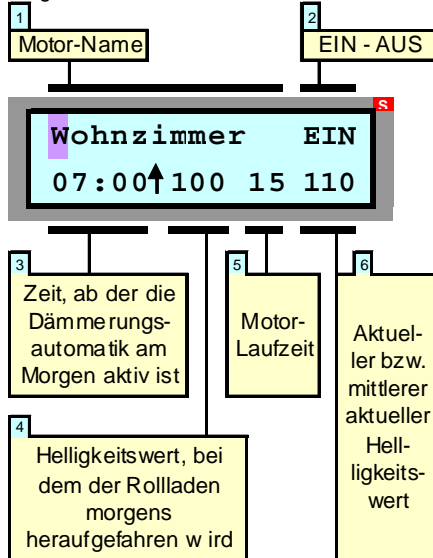 1
Motor-Name
2
EIN - AUS
S
Wohnzimmer EIN
07:00↑100 15 110
3
Zeit, ab der die
Dämmerungs-
automatik am
Morgen aktiv ist
4
Helligkeitswert, bei
dem der Rollladen
morgens
heraufgefahren w ird
5
Motor-
Laufzeit
6
Aktuel-
ler bzw.
mittlerer
aktueller
Hell-
ligkeits-
wert